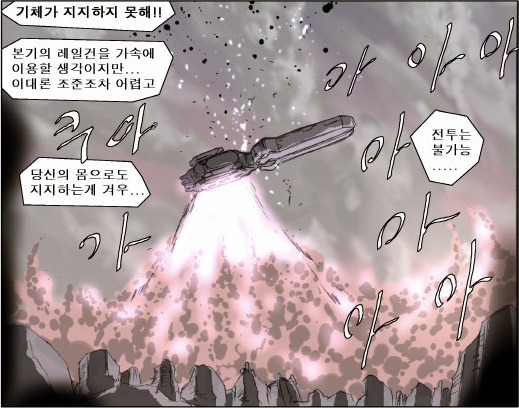 기체가 지지하지 못해!!
본기의 레일건을 가속에
이용할 생각이지만...
이대론 조준조차 어렵고
당신의 몸으로도
지지하는게 겨우...
전투는
불가능
.....
쿠 아
가
아
아
아
아
아
아
아